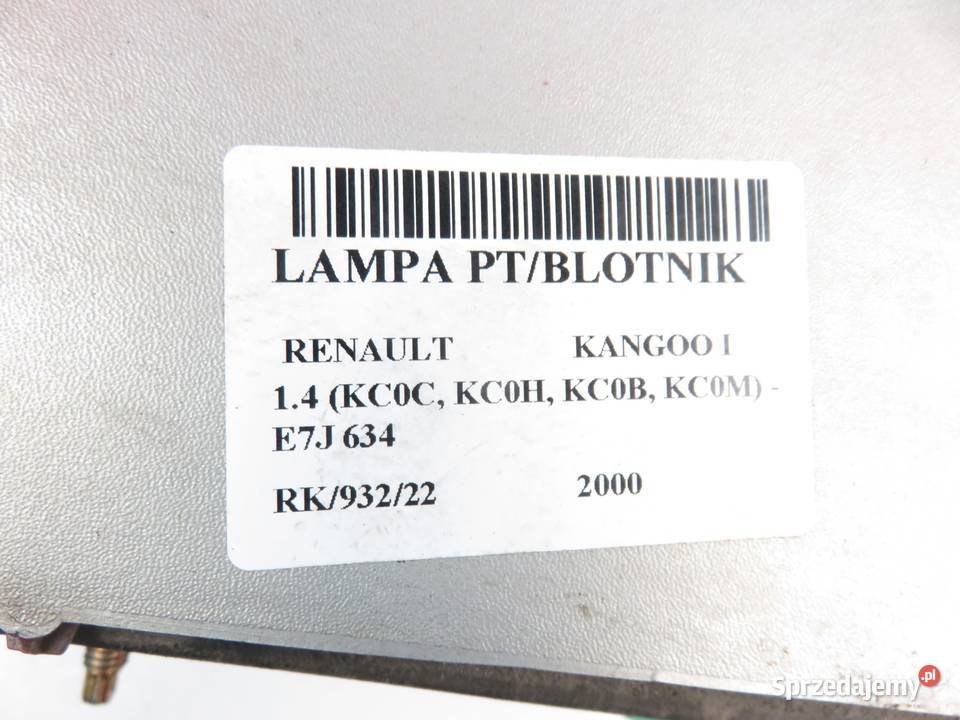 LAMPA PT/BLOTNIK
RENAULT KANGOO I
1.4 (KC0C, KC0H, KC0B, KC0M) -
E7J 634
RK/932/22 2000
Sprzedajemy.pl